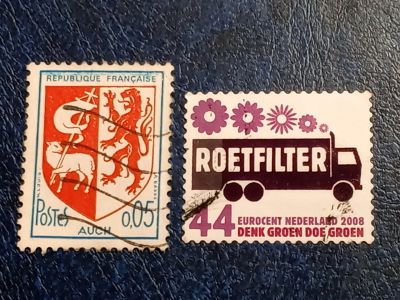 REPUBLIQUE FRANÇAISE
Postes 0,05
AUCH
ROETFILTER
44 EUROCENT NEDERLAND 2008
DENK GROEN DOE GROEN